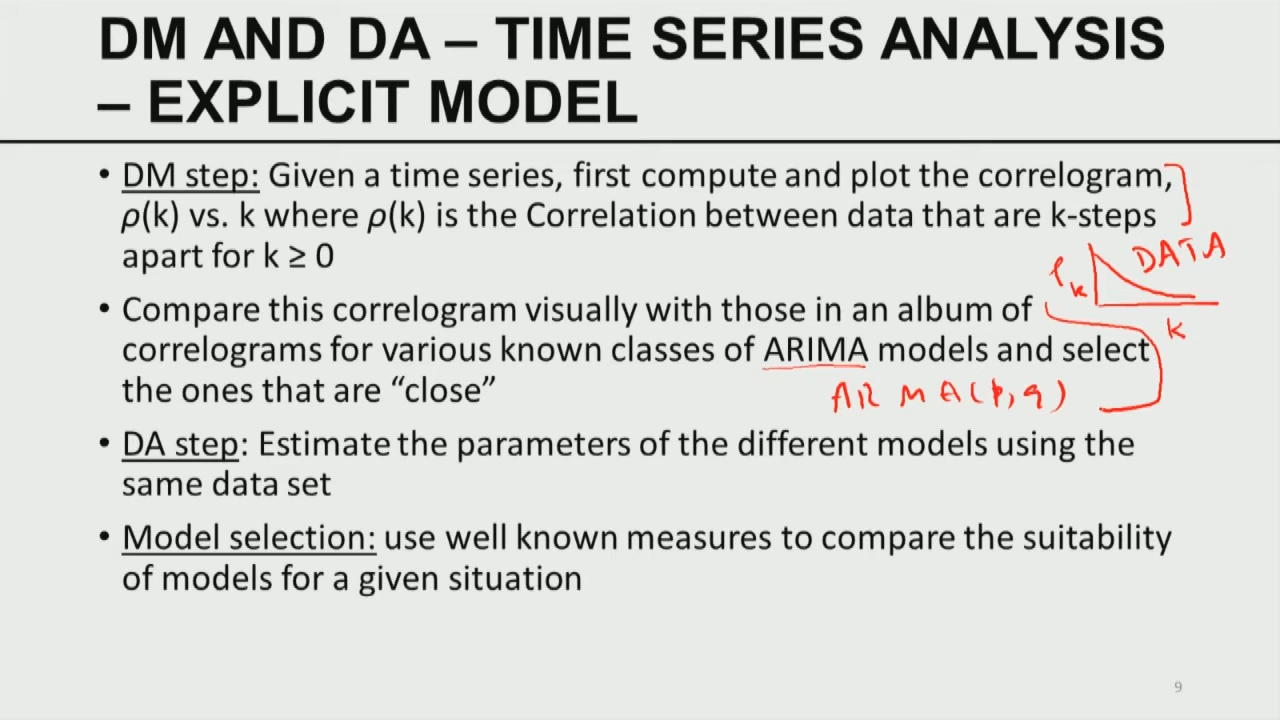 DM AND DA – TIME SERIES ANALYSIS
– EXPLICIT MODEL
• DM step: Given a time series, first compute and plot the correlogram,
ρ(k) vs. k where ρ(k) is the Correlation between data that are k-steps
apart for k ≥ 0
DATA
ρk
k
• Compare this correlogram visually with those in an album of
correlograms for various known classes of ARIMA models and select
the ones that are “close”
ARMA(p,q)
• DA step: Estimate the parameters of the different models using the
same data set
• Model selection: use well known measures to compare the suitability
of models for a given situation
9